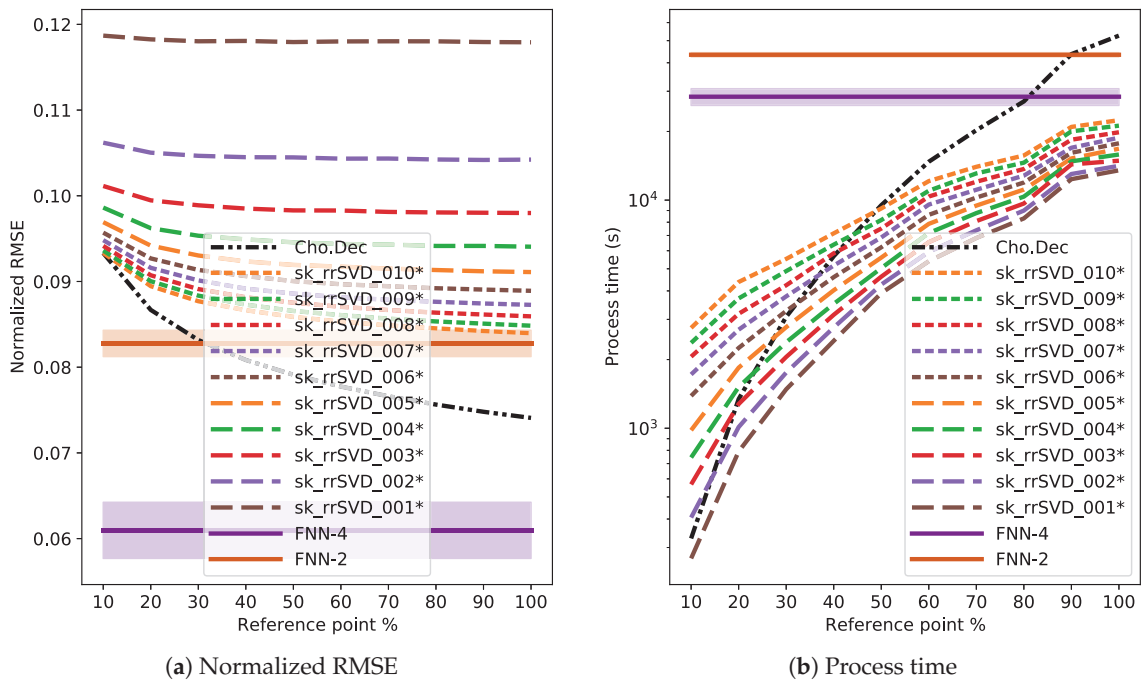 0.12
0.11
0.10
0.09
0.08
0.07
0.06
Normalized RMSE
Cho.Dec
sk_rrSVD_010*
sk_rrSVD_009*
sk_rrSVD_008*
sk_rrSVD_007*
sk_rrSVD_006*
sk_rrSVD_005*
sk_rrSVD_004*
sk_rrSVD_003*
sk_rrSVD_002*
sk_rrSVD_001*
FNN-4
FNN-2
10 20 30 40 50 60 70 80 90 100
Reference point %
(a) Normalized RMSE
10⁴
10³
Process time (s)
Cho.Dec
sk_rrSVD_010*
sk_rrSVD_009*
sk_rrSVD_008*
sk_rrSVD_007*
sk_rrSVD_006*
sk_rrSVD_005*
sk_rrSVD_004*
sk_rrSVD_003*
sk_rrSVD_002*
sk_rrSVD_001*
FNN-4
FNN-2
10 20 30 40 50 60 70 80 90 100
Reference point %
(b) Process time